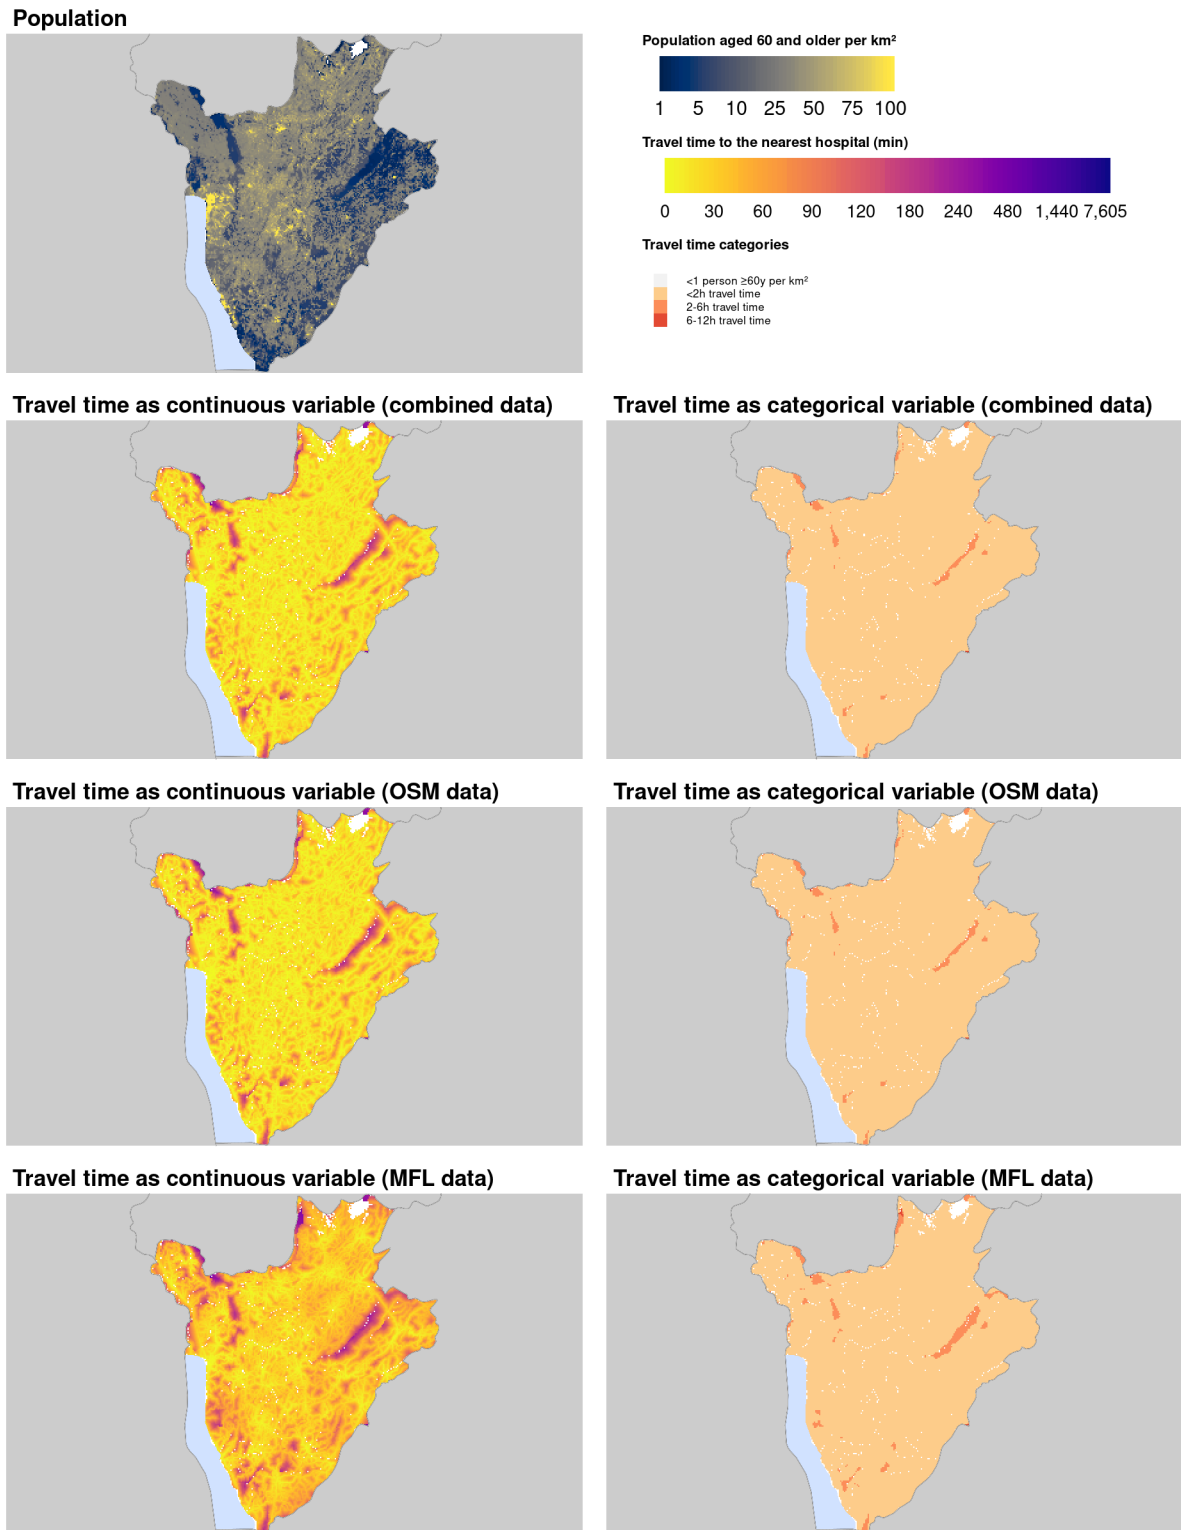 Population
Population aged 60 and older per km²
1 5 10 25 50 75 100
Travel time to the nearest hospital (min)
0 30 60 90 120 180 240 480 1,440 7,605
Travel time categories
<1 person ≥60y per km²
<2h travel time
2-6h travel time
6-12h travel time
Travel time as continuous variable (combined data)
Travel time as categorical variable (combined data)
Travel time as continuous variable (OSM data)
Travel time as categorical variable (OSM data)
Travel time as continuous variable (MFL data)
Travel time as categorical variable (MFL data)